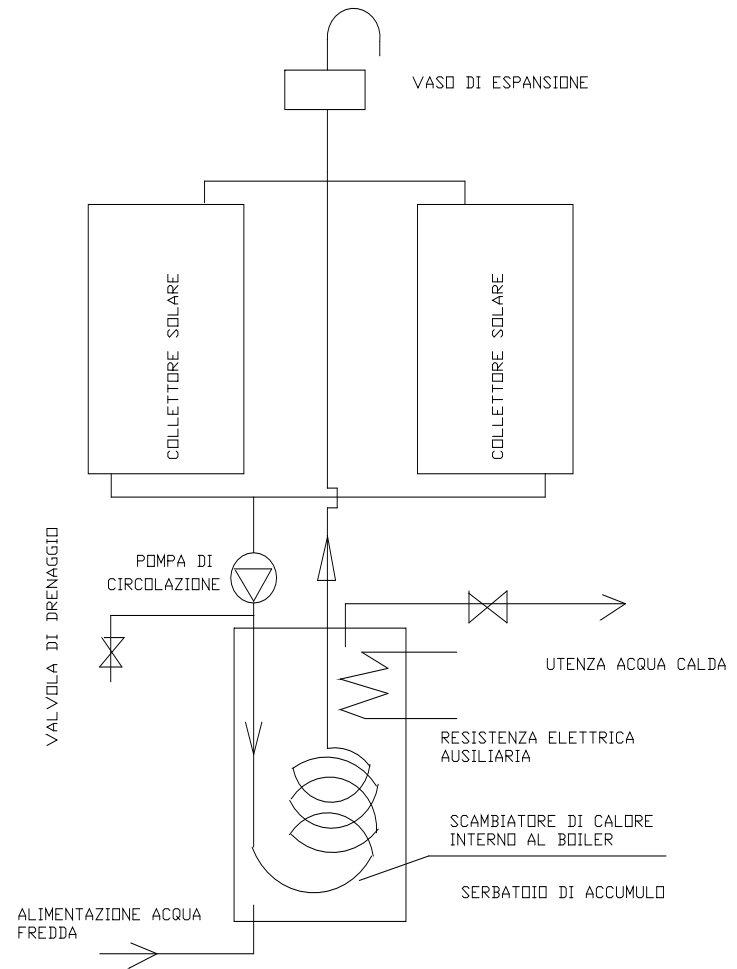 VASO DI ESPANSIONE
COLLETTORE SOLARE
COLLETTORE SOLARE
VALVOLA DI DRENAGGIO
POMPA DI
CIRCOLAZIONE
UTENZA ACQUA CALDA
RESISTENZA ELETTRICA
AUSILIARIA
SCAMBIATORE DI CALORE
INTERNO AL BOILER
SERBATOIO DI ACCUMULO
ALIMENTAZIONE ACQUA
FREDDA